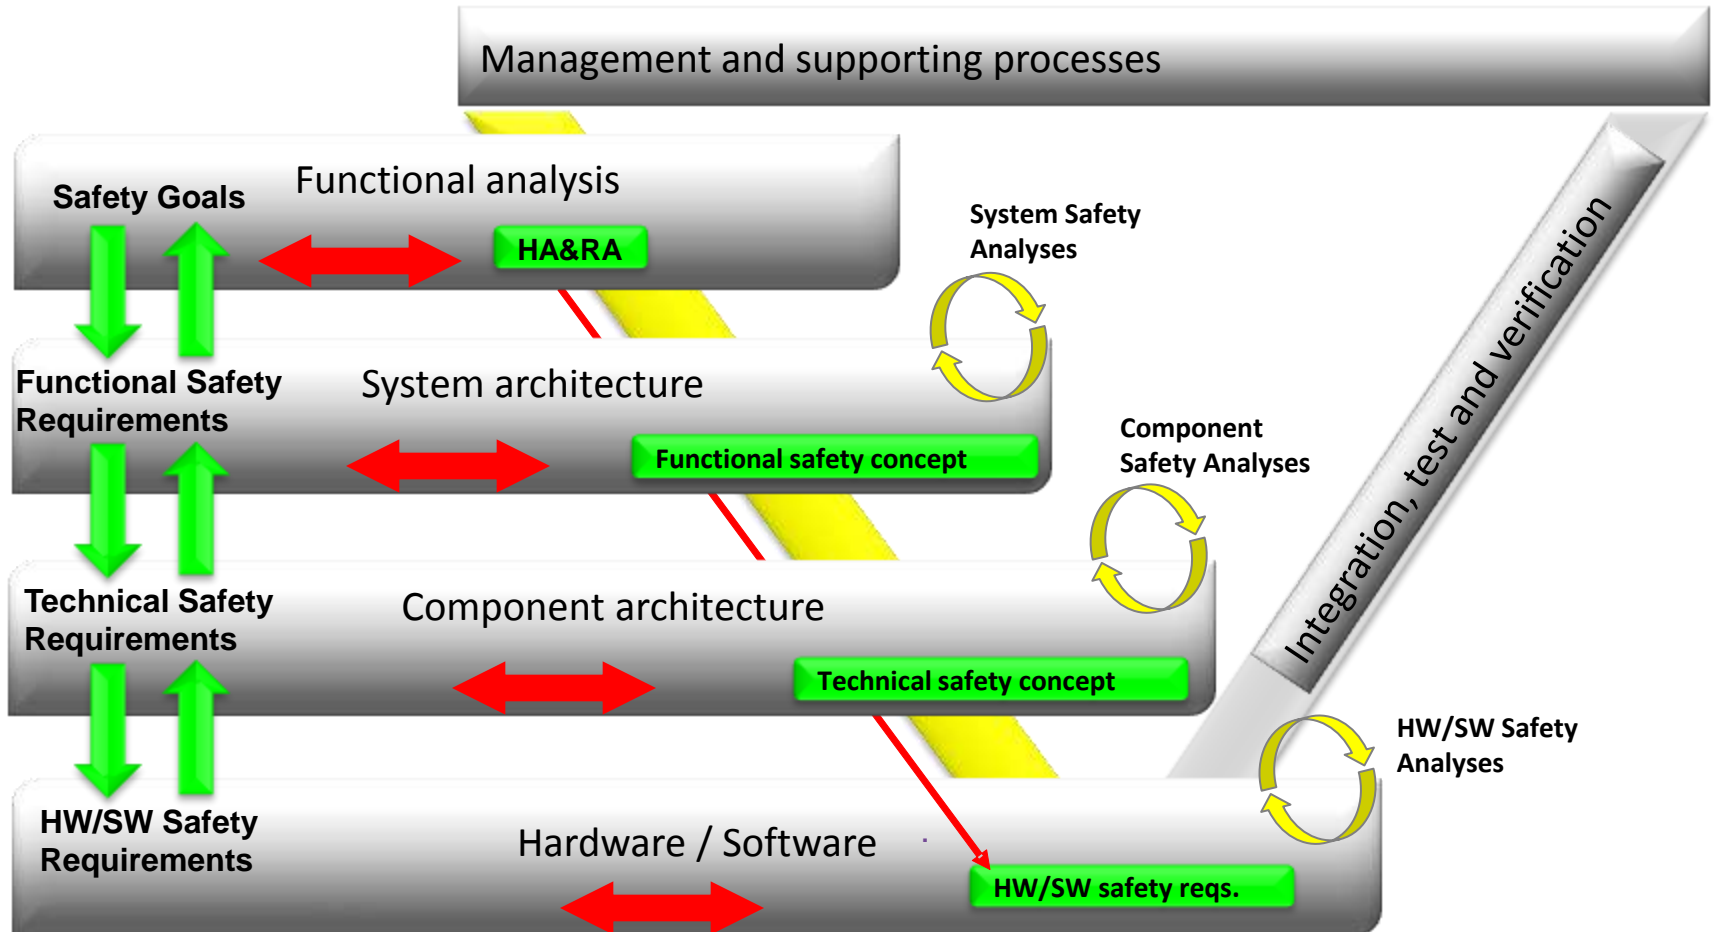 Management and supporting processes
Functional analysis
Safety Goals
HA&RA
System Safety
Analyses
Functional Safety
Requirements
System architecture
Functional safety concept
Component
Safety Analyses
Technical Safety
Requirements
Component architecture
Technical safety concept
Integration, test and verification
HW/SW Safety
Analyses
HW/SW Safety
Requirements
Hardware / Software
HW/SW safety reqs.